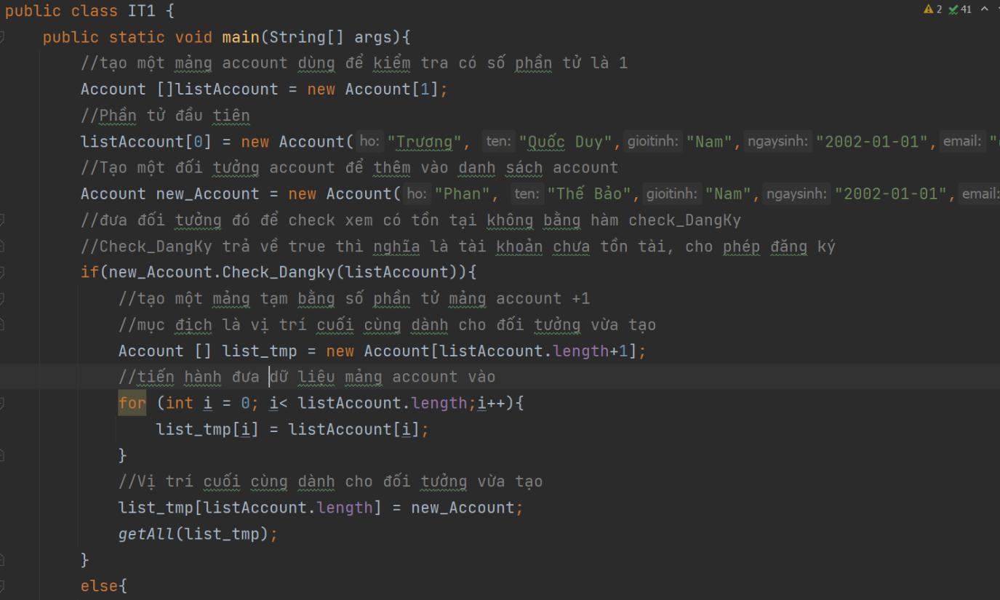 public class IT1 {
2 41
public static void main(String[] args){
//tạo một mảng account dùng để kiểm tra có số phần tử là 1
Account []listAccount = new Account[1];
//Phần tử đầu tiên
listAccount[0] = new Account( ho: "Trương", ten: "Quốc Duy", gioitinh: "Nam", ngaysinh: "2002-01-01", email: "
//Tạo một đối tưởng account để thêm vào danh sách account
Account new_Account = new Account( ho: "Phan", ten: "Thế Bảo", gioitinh: "Nam", ngaysinh: "2002-01-01", email:
//đưa đối tưởng đó để check xem có tồn tại không bằng hàm check_DangKy
//Check_DangKy trả về true thì nghĩa là tài khoản chưa tồn tài, cho phép đăng ký
if(new_Account.Check_Dangky(listAccount)){
//tạo một mảng tạm bằng số phần tử mảng account +1
//mục địch là vị trí cuối cùng dành cho đối tưởng vừa tạo
Account [] list_tmp = new Account[listAccount.length+1];
//tiến hành đưa dữ liệu mảng account vào
for (int i = 0; i< listAccount.length;i++){
list_tmp[i] = listAccount[i];
}
//Vị trí cuối cùng dành cho đối tưởng vừa tạo
list_tmp[listAccount.length] = new_Account;
getAll(list_tmp);
}
else{